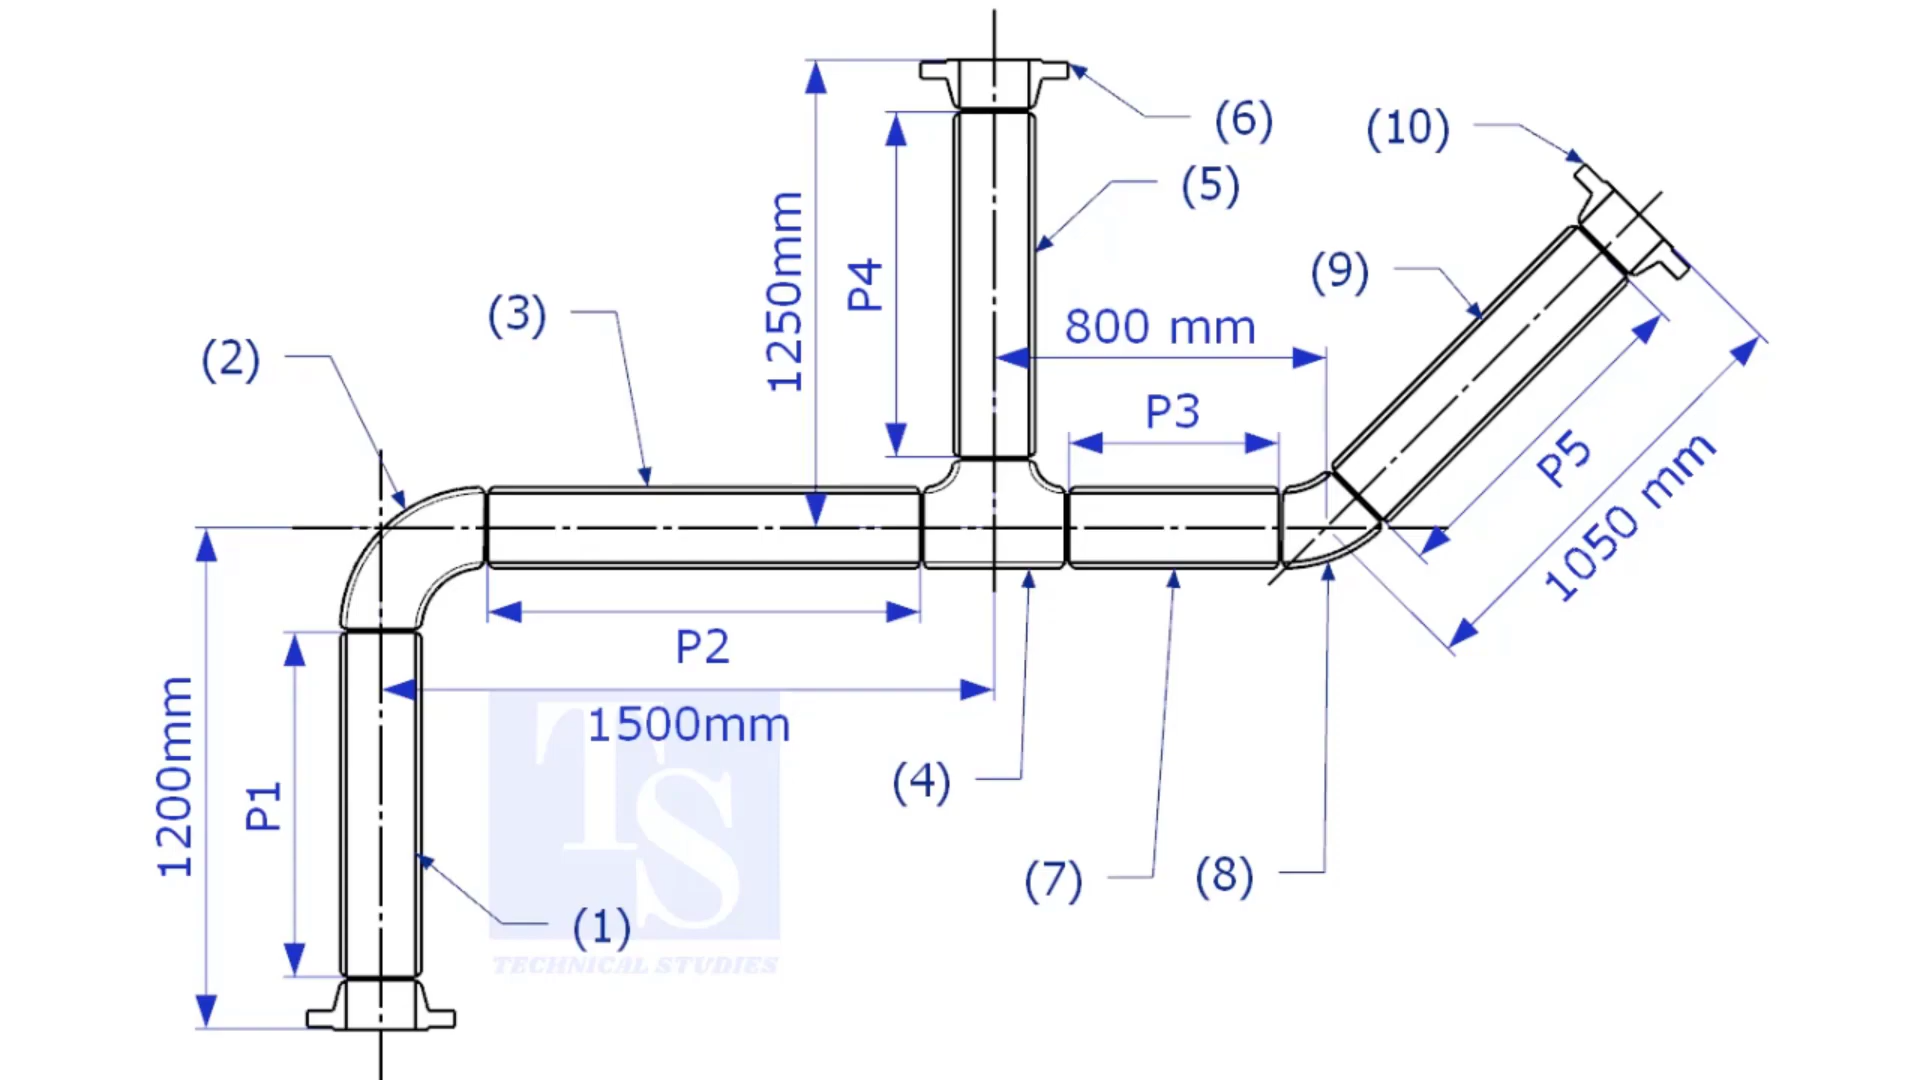 (6)
(10)
(5)
1250mm
P4
(9)
(3)
800 mm
(2)
P3
P5
1050 mm
P2
1500mm
1200mm
P1
(4)
(7)
(8)
(1)
TS
TECHNICAL STUDIES